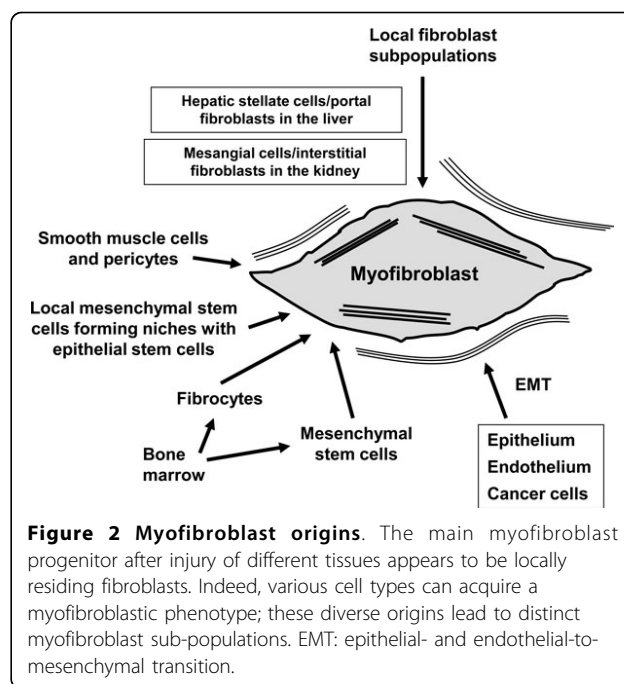 Local fibroblast
subpopulations
Hepatic stellate cells/portal
fibroblasts in the liver
Mesangial cells/interstitial
fibroblasts in the kidney
Smooth muscle cells
and pericytes
Myofibroblast
Local mesenchymal stem
cells forming niches with
epithelial stem cells
Fibrocytes
Bone
marrow
Mesenchymal
stem cells
EMT
Epithelium
Endothelium
Cancer cells
Figure 2 Myofibroblast origins. The main myofibroblast
progenitor after injury of different tissues appears to be locally
residing fibroblasts. Indeed, various cell types can acquire a
myofibroblastic phenotype; these diverse origins lead to distinct
myofibroblast sub-populations. EMT: epithelial- and endothelial-to-
mesenchymal transition.